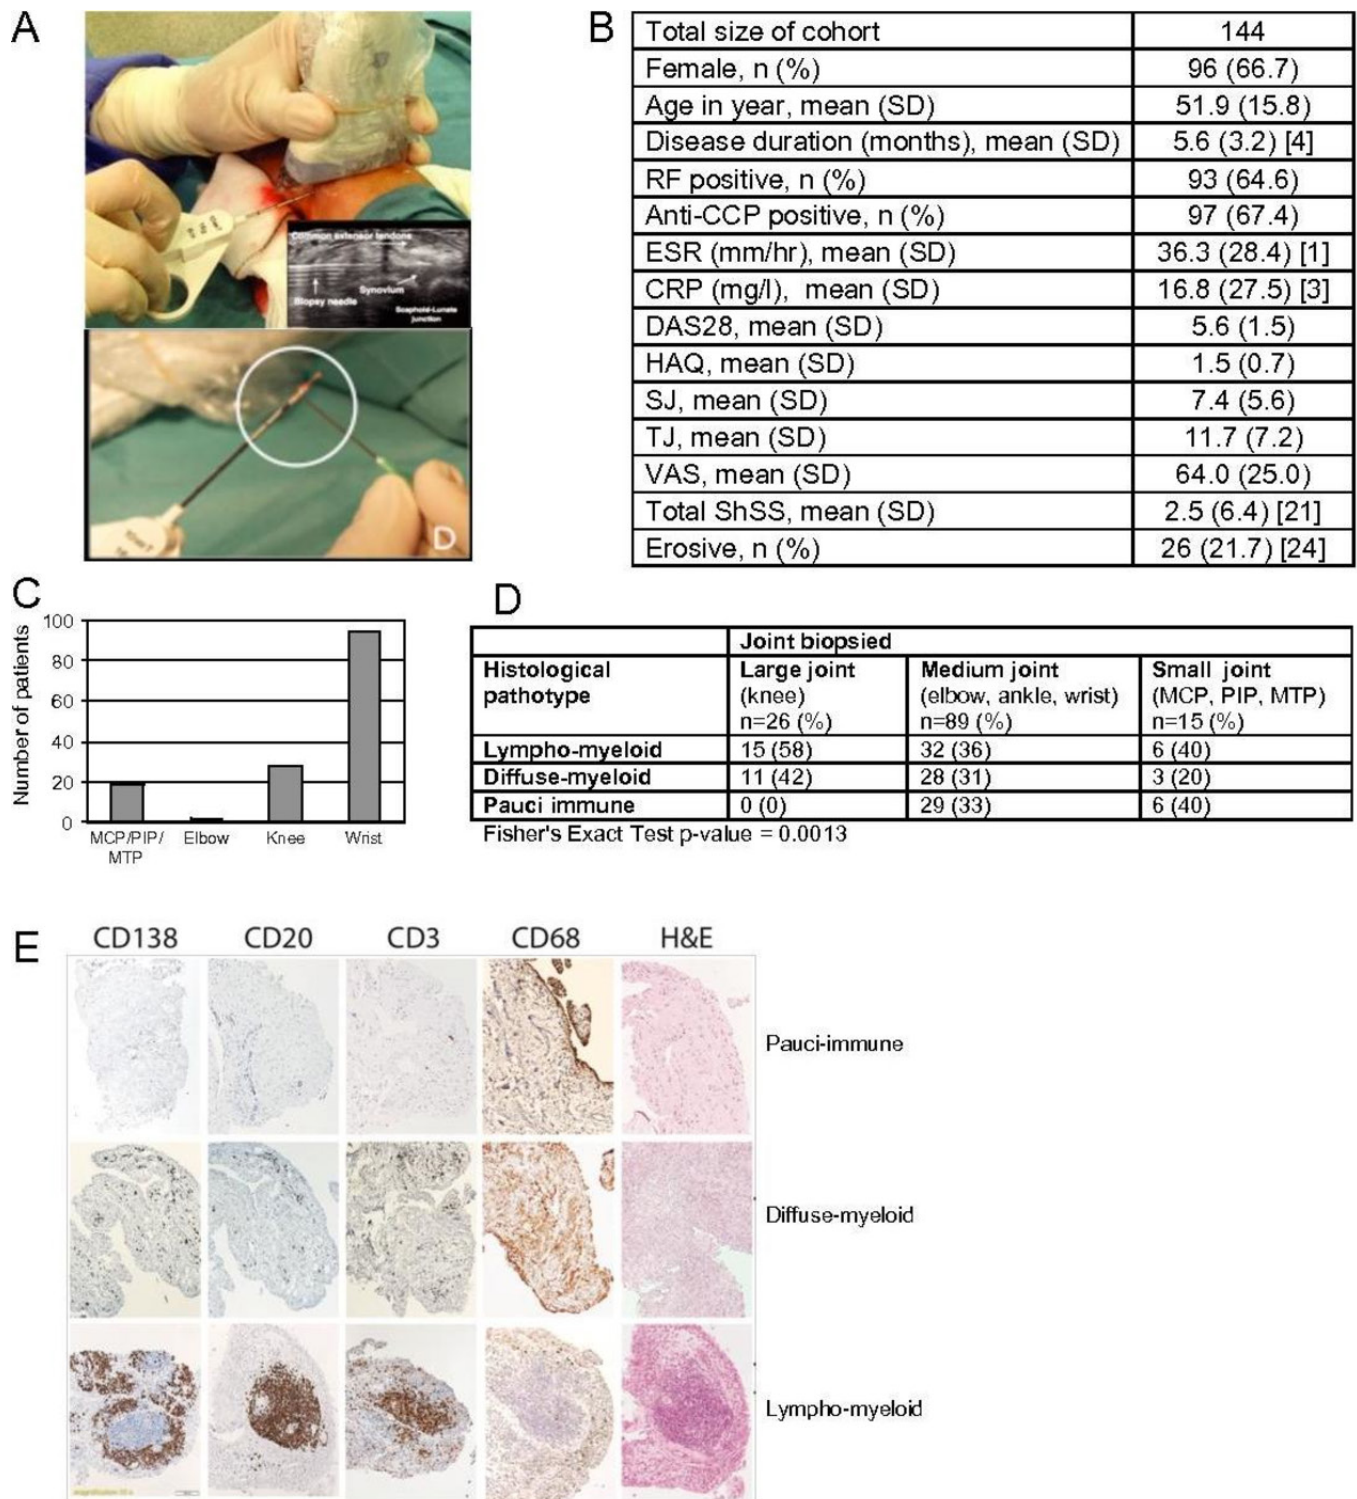 A
Common extensor tendons
Synovium
Biopsy needle
Scaphoid-Lunate
junction
D
B
Total size of cohort 144
Female, n (%) 96 (66.7)
Age in year, mean (SD) 51.9 (15.8)
Disease duration (months), mean (SD) 5.6 (3.2) [4]
RF positive, n (%) 93 (64.6)
Anti-CCP positive, n (%) 97 (67.4)
ESR (mm/hr), mean (SD) 36.3 (28.4) [1]
CRP (mg/l), mean (SD) 16.8 (27.5) [3]
DAS28, mean (SD) 5.6 (1.5)
HAQ, mean (SD) 1.5 (0.7)
SJ, mean (SD) 7.4 (5.6)
TJ, mean (SD) 11.7 (7.2)
VAS, mean (SD) 64.0 (25.0)
Total ShSS, mean (SD) 2.5 (6.4) [21]
Erosive, n (%) 26 (21.7) [24]
C
Number of patients
100
80
60
40
20
0
MCP/PIP/ Elbow Knee Wrist
MTP
D
Joint biopsied
Histological Large joint Medium joint Small joint
pathotype (knee) (elbow, ankle, wrist) (MCP, PIP, MTP)
n=26 (%) n=89 (%) n=15 (%)
Lympho-myeloid 15 (58) 32 (36) 6 (40)
Diffuse-myeloid 11 (42) 28 (31) 3 (20)
Pauci immune 0 (0) 29 (33) 6 (40)
Fisher's Exact Test p-value = 0.0013
E
CD138 CD20 CD3 CD68 H&E
Pauci-immune
Diffuse-myeloid
Lympho-myeloid